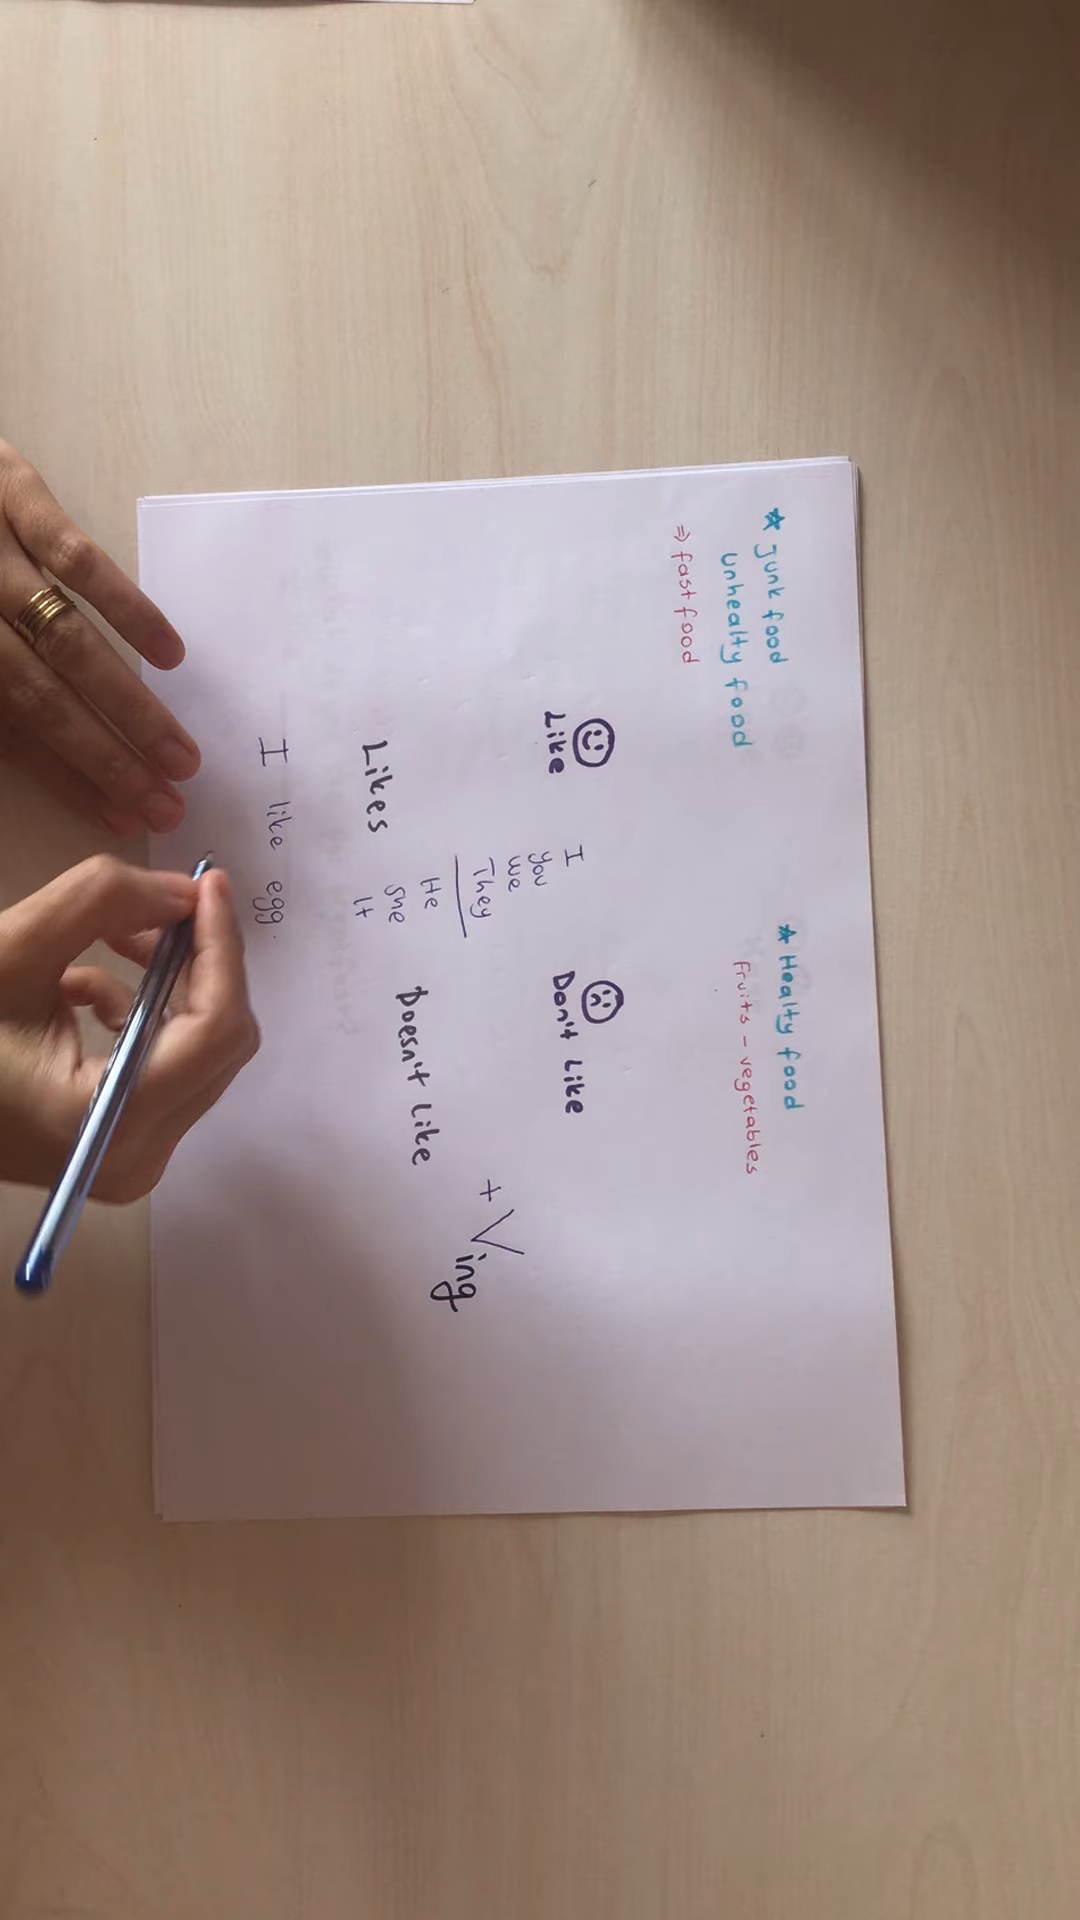 ☆ Junk food
unhealty food
⇒ fast food
☆ Healty food
Fruits - vegetables
Like
I
you
we
They
Don't Like
Likes
He
She
It
Doesn't Like
+ Ving
I like egg.